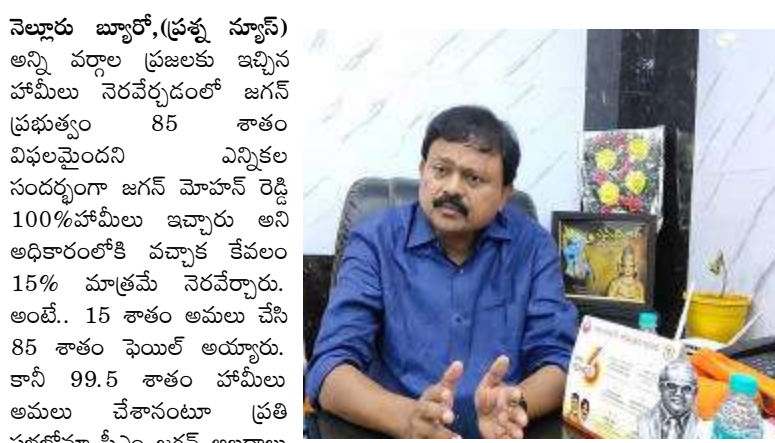 నెల్లూరు బ్యూరో,(ప్రశ్న న్యూస్)
అన్ని వర్గాల ప్రజలకు ఇచ్చిన
హామీలు నెరవేర్చడంలో జగన్
ప్రభుత్వం 85 శాతం
విఫలమైందని ఎన్నికల
సందర్భంగా జగన్ మోహన్ రెడ్డి
100%హామీలు ఇచ్చారు అని
అధికారంలోకి వచ్చాక కేవలం
15% మాత్రమే నెరవేర్చారు.
అంటే.. 15 శాతం అమలు చేసి
85 శాతం ఫెయిల్ అయ్యారు.
కానీ 99.5 శాతం హామీలు
అమలు చేశానంటూ ప్రతి